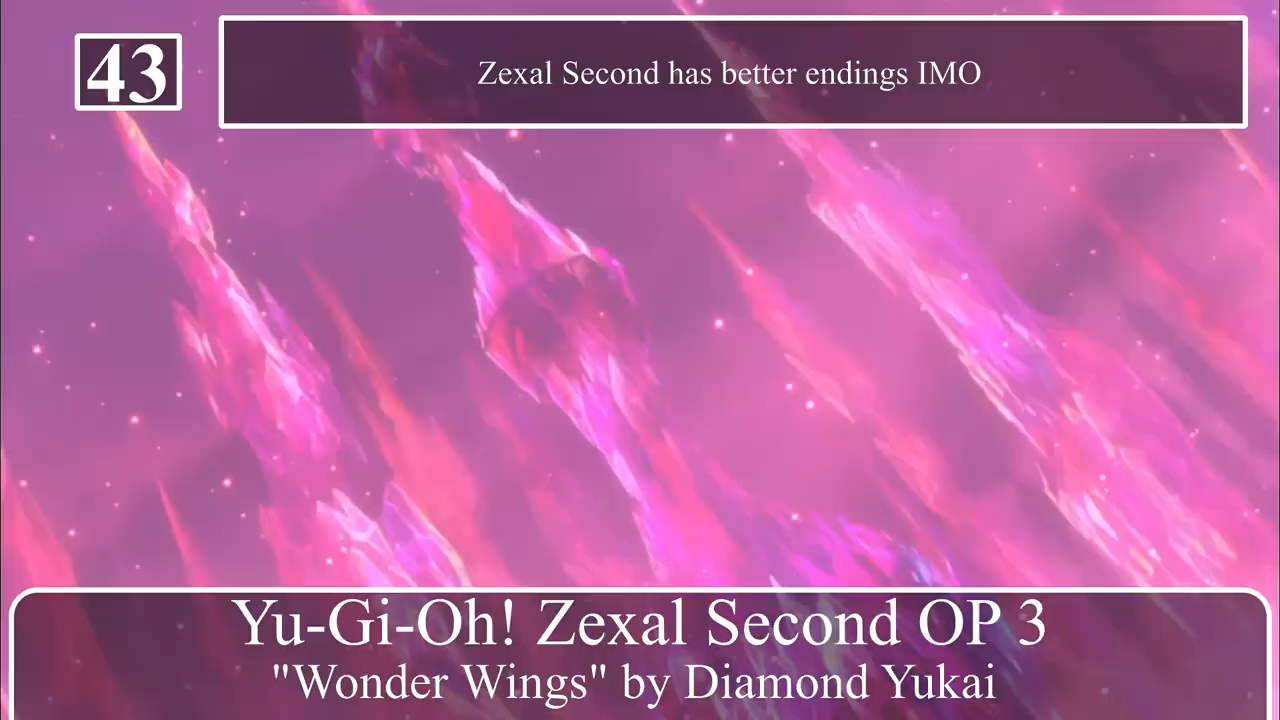 43
Zexal Second has better endings IMO
Yu-Gi-Oh! Zexal Second OP 3
"Wonder Wings" by Diamond Yukai